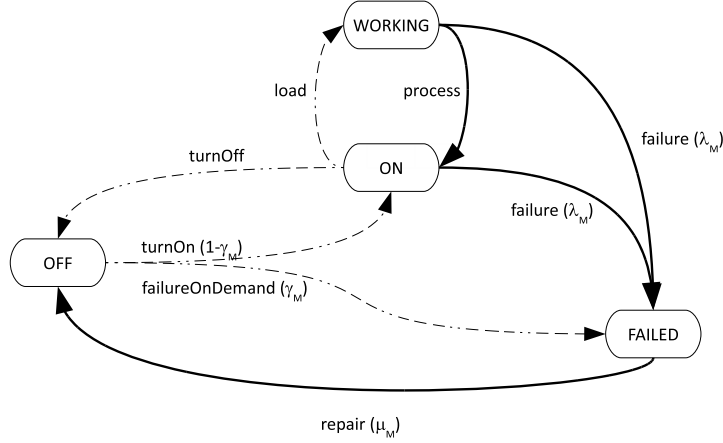 WORKING
load
process
failure (λM)
turnOff
ON
failure (λM)
turnOn (1-γM)
OFF
failureOnDemand (γM)
FAILED
repair (μM)